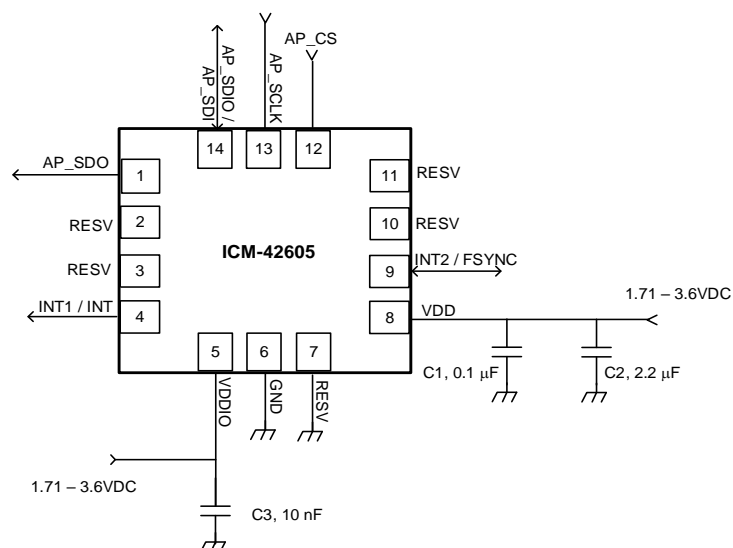 AP_CS
AP_SDIO /
AP_SDI
AP_SCLK
14
13
12
AP_SDO
1
11
RESV
RESV
2
10
RESV
ICM-42605
RESV
3
9
INT2 / FSYNC
INT1 / INT
4
8
VDD
1.71 – 3.6VDC
5
6
7
VDDIO
GND
RESV
C1, 0.1 μF
C2, 2.2 μF
1.71 – 3.6VDC
C3, 10 nF